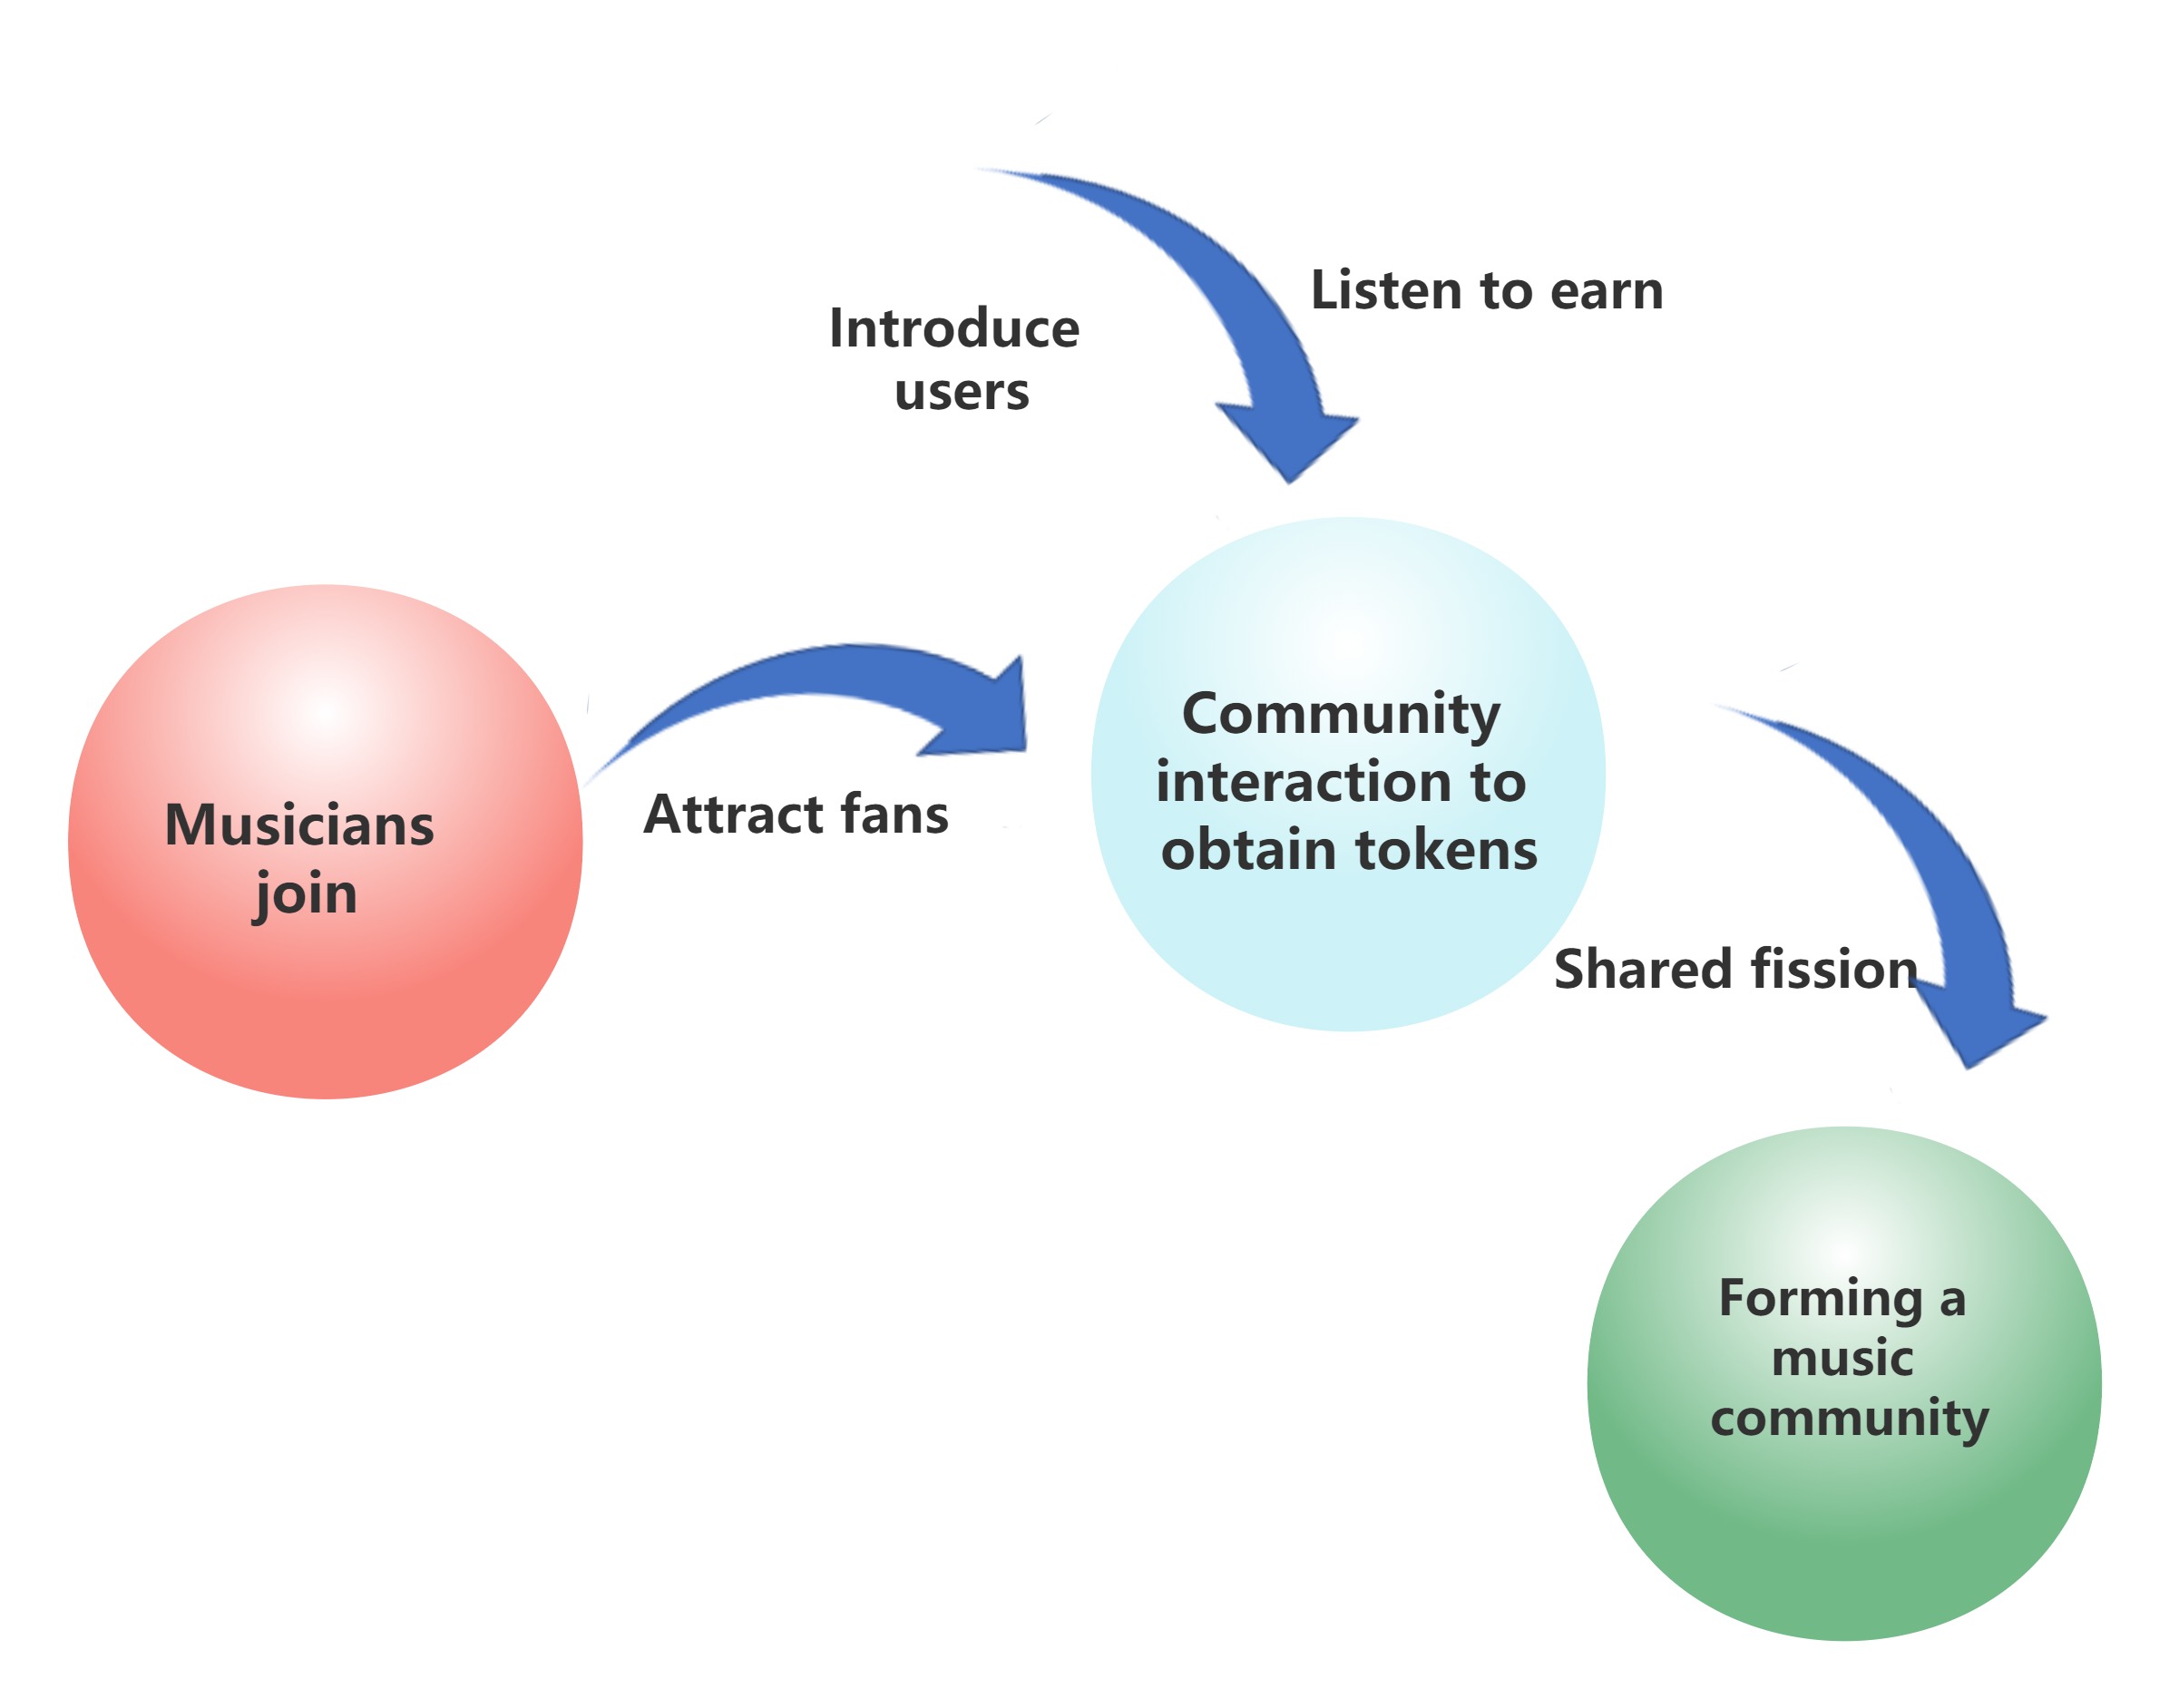 Listen to earn
Introduce
users
Musicians
join
Attract fans
Community
interaction to
obtain tokens
Shared fission
Forming a
music
community